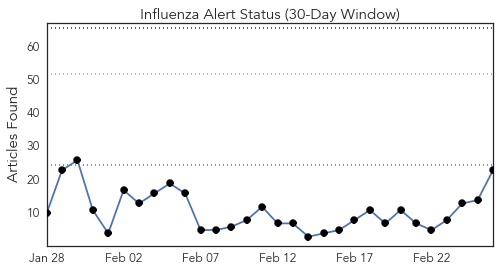 Influenza Alert Status (30-Day Window)
Articles Found
60
50
40
30
20
10
Jan 28 Feb 02 Feb 07 Feb 12 Feb 17 Feb 22